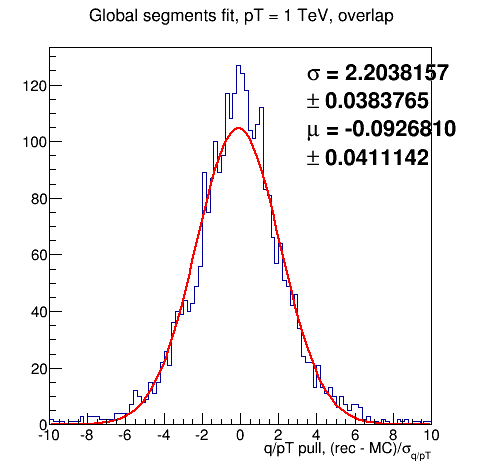 Global segments fit, pT = 1 TeV, overlap
σ = 2.2038157
± 0.0383765
μ = -0.0926810
± 0.0411142
120
100
80
60
40
20
0
-10 -8 -6 -4 -2 0 2 4 6 8 10
q/pT pull, (rec - MC)/σ_q/pT